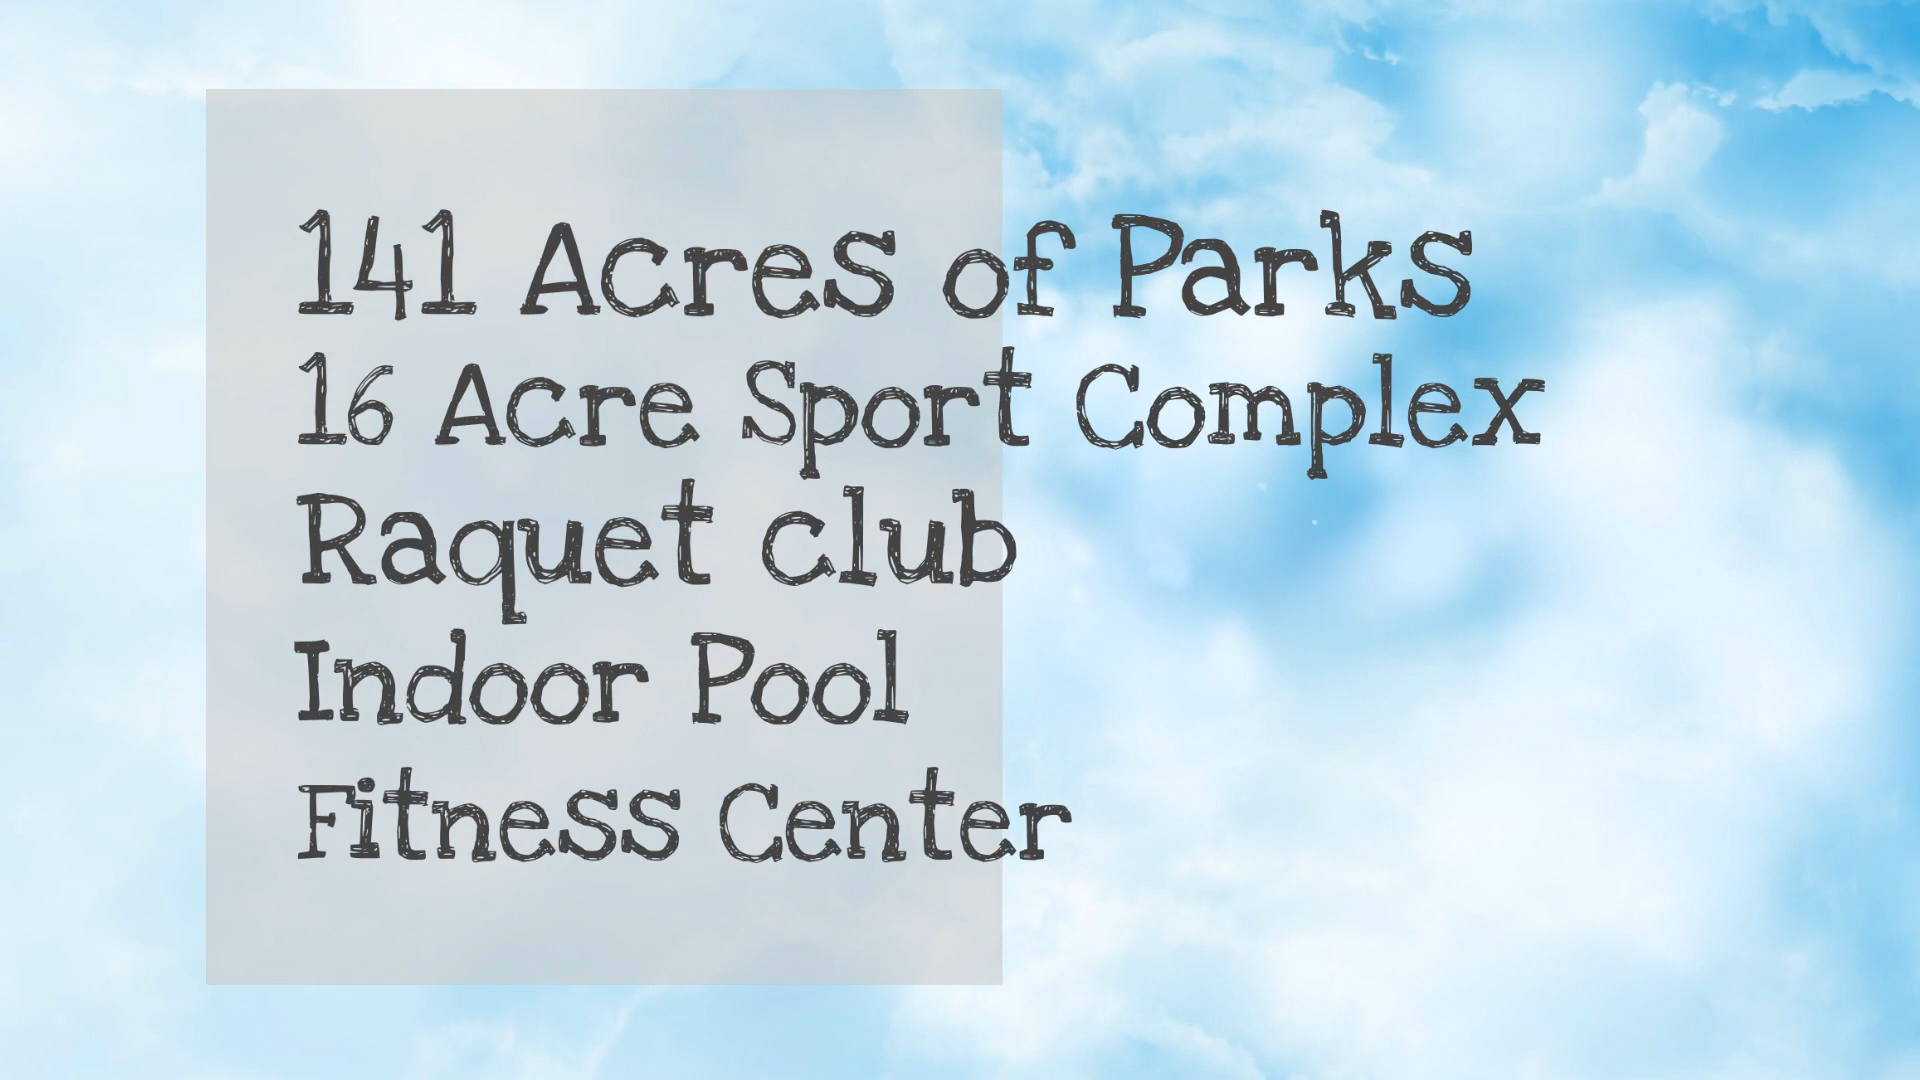 141 Acres of Parks
16 Acre Sport Complex
Raquet club
Indoor Pool
Fitness Center